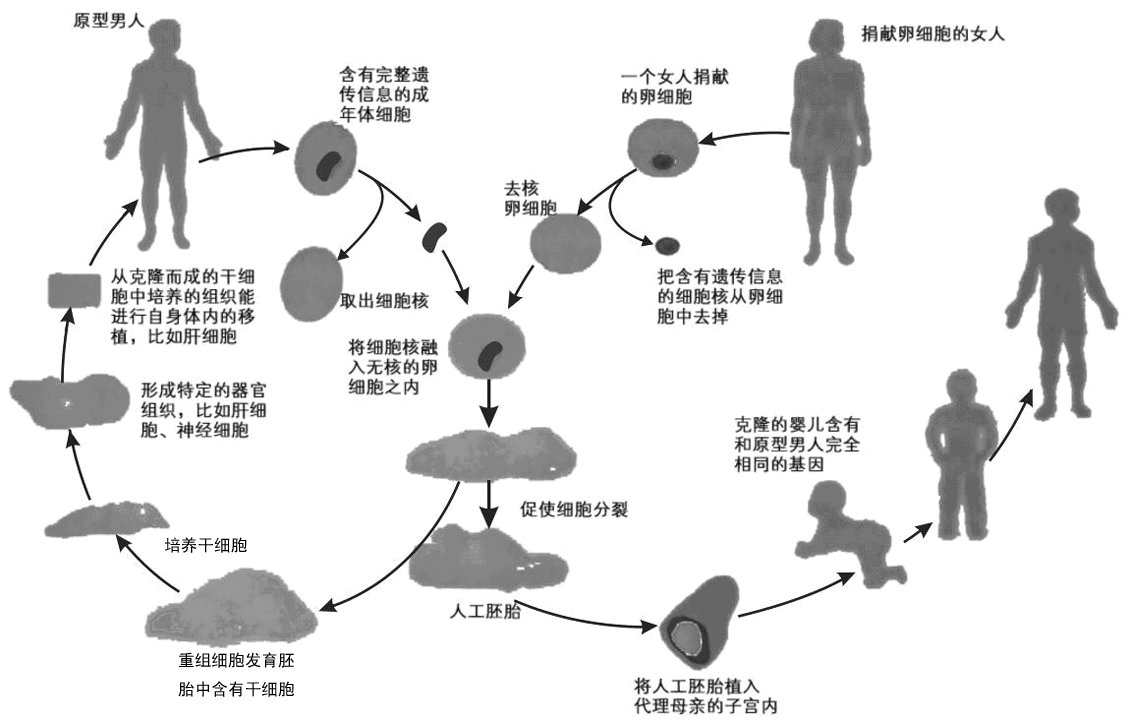 原型男人
捐献卵细胞的女人
含有完整遗
传信息的成
年体细胞
一个女人捐献
的卵细胞
去核
卵细胞
从克隆而成的干细
胞中培养的组织能
进行自身体内的移
植，比如肝细胞
取出细胞核
把含有遗传信息
的细胞核从卵细
胞中去掉
将细胞核融
入无核的卵
细胞之内
形成特定的器官
组织，比如肝细
胞、神经细胞
克隆的婴儿含有
和原型男人完全
相同的基因
促使细胞分裂
培养干细胞
人工胚胎
重组细胞发育胚
胎中含有干细胞
将人工胚胎植入
代理母亲的子宫内